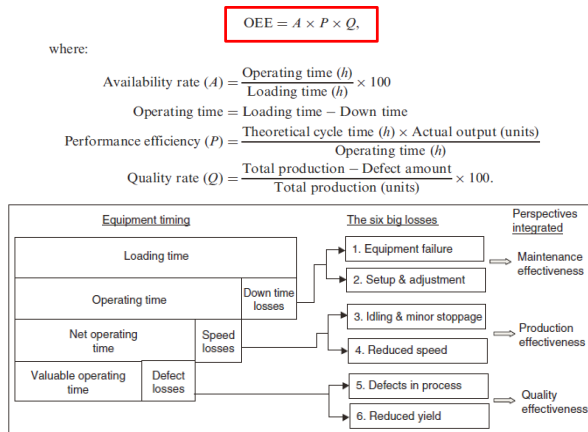 OEE = A × P × Q,
where:
Availability rate (A) = Operating time (h) / Loading time (h) × 100
Operating time = Loading time − Down time
Performance efficiency (P) = Theoretical cycle time (h) × Actual output (units) / Operating time (h)
Quality rate (Q) = Total production − Defect amount / Total production (units) × 100.
Equipment timing
Loading time
Operating time
Down time
losses
Net operating
time
Speed
losses
Valuable operating
time
Defect
losses
The six big losses
1. Equipment failure
2. Setup & adjustment
3. Idling & minor stoppage
4. Reduced speed
5. Defects in process
6. Reduced yield
Perspectives
integrated
Maintenance
effectiveness
Production
effectiveness
Quality
effectiveness